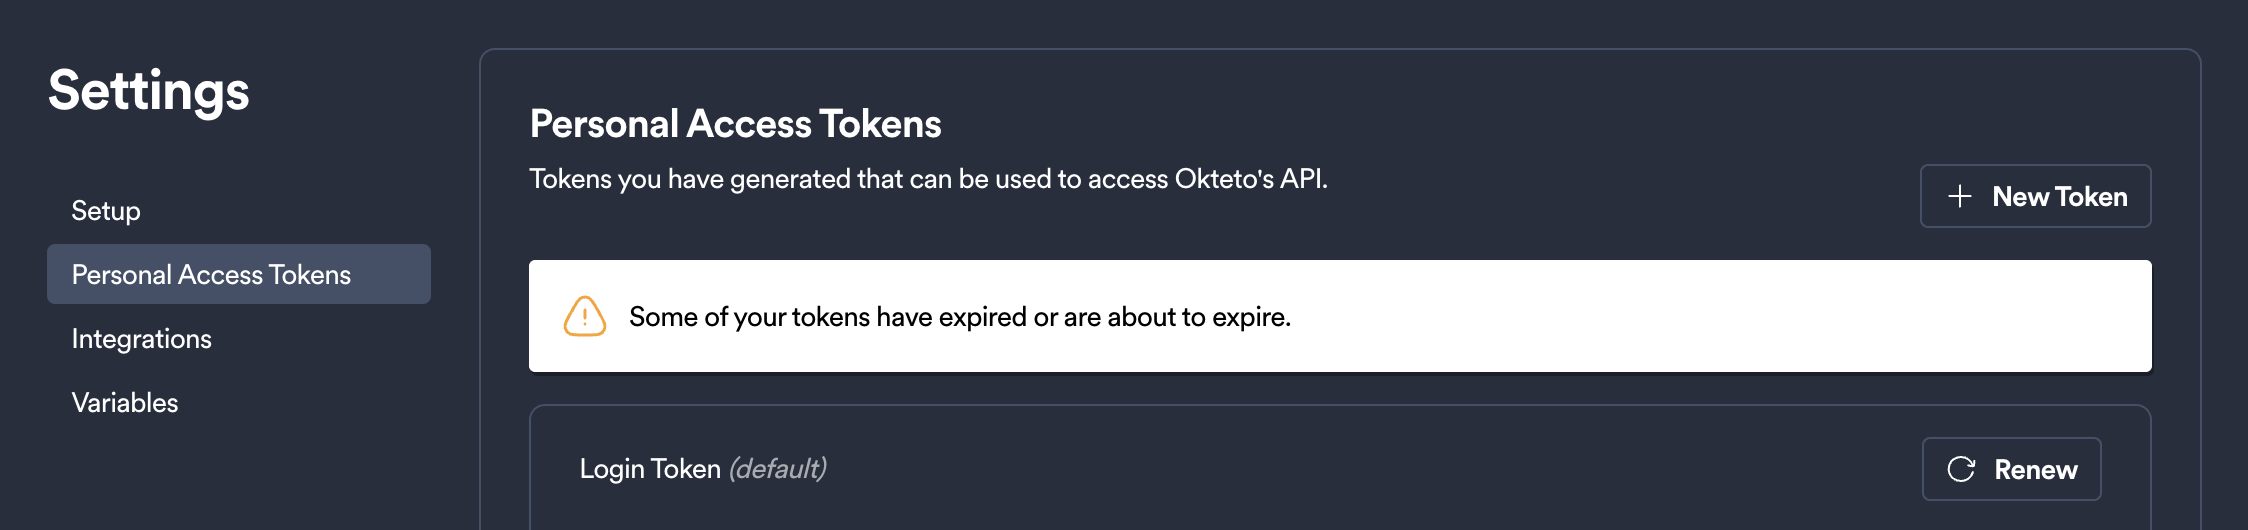 Settings
Setup
Personal Access Tokens
Integrations
Variables
Personal Access Tokens
Tokens you have generated that can be used to access Okteto's API.
New Token
Some of your tokens have expired or are about to expire.
Login Token (default)
Renew